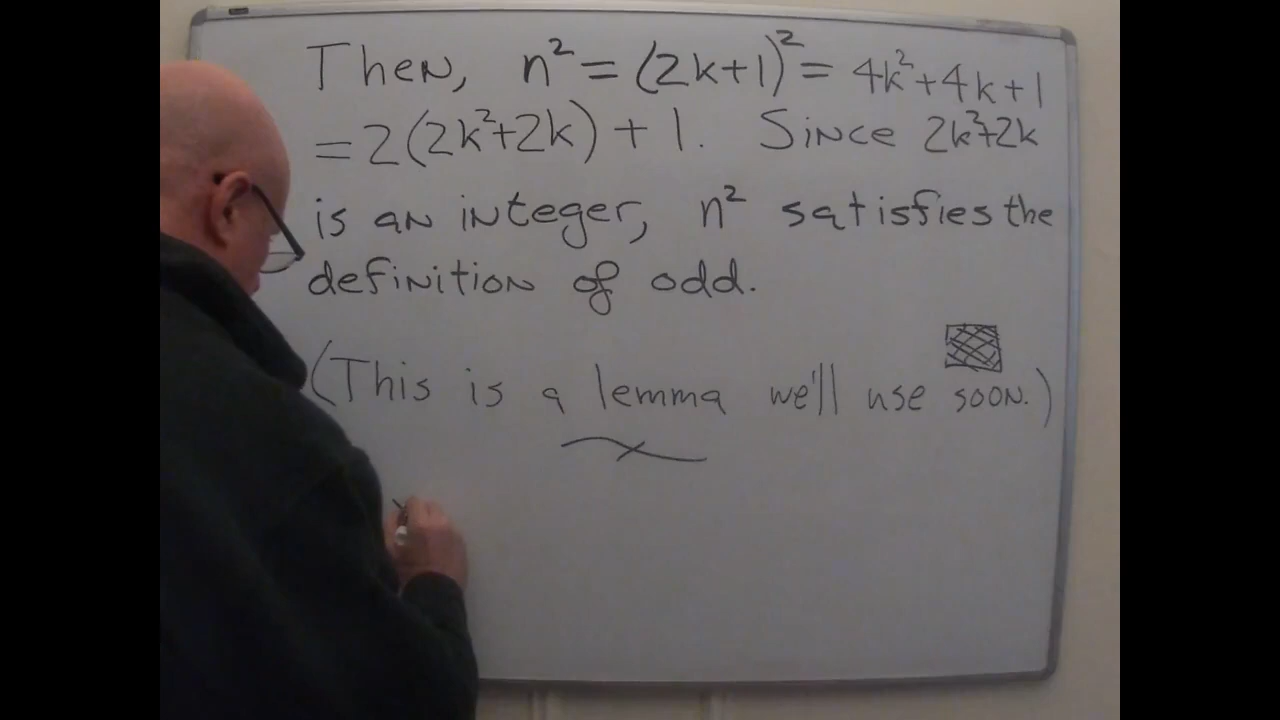 Then, n² = (2k+1)² = 4k²+4k+1
= 2(2k²+2k) + 1. Since 2k²+2k
is an integer, n² satisfies the
definition of odd.
(This is a lemma we'll use soon.)